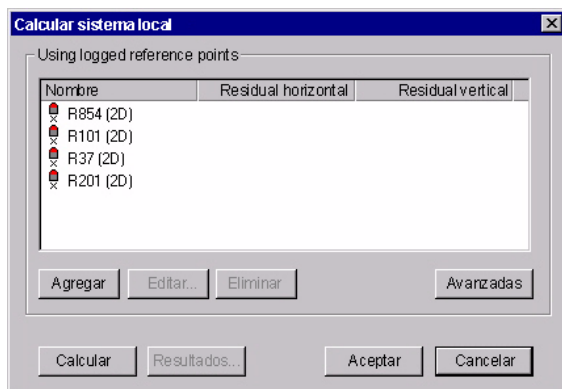 Calcular sistema local
Using logged reference points
Nombre Residual horizontal Residual vertical
R854 (2D)
R101 (2D)
R37 (2D)
R201 (2D)
Agregar Editar... Eliminar Avanzadas
Calcular Resultados... Aceptar Cancelar